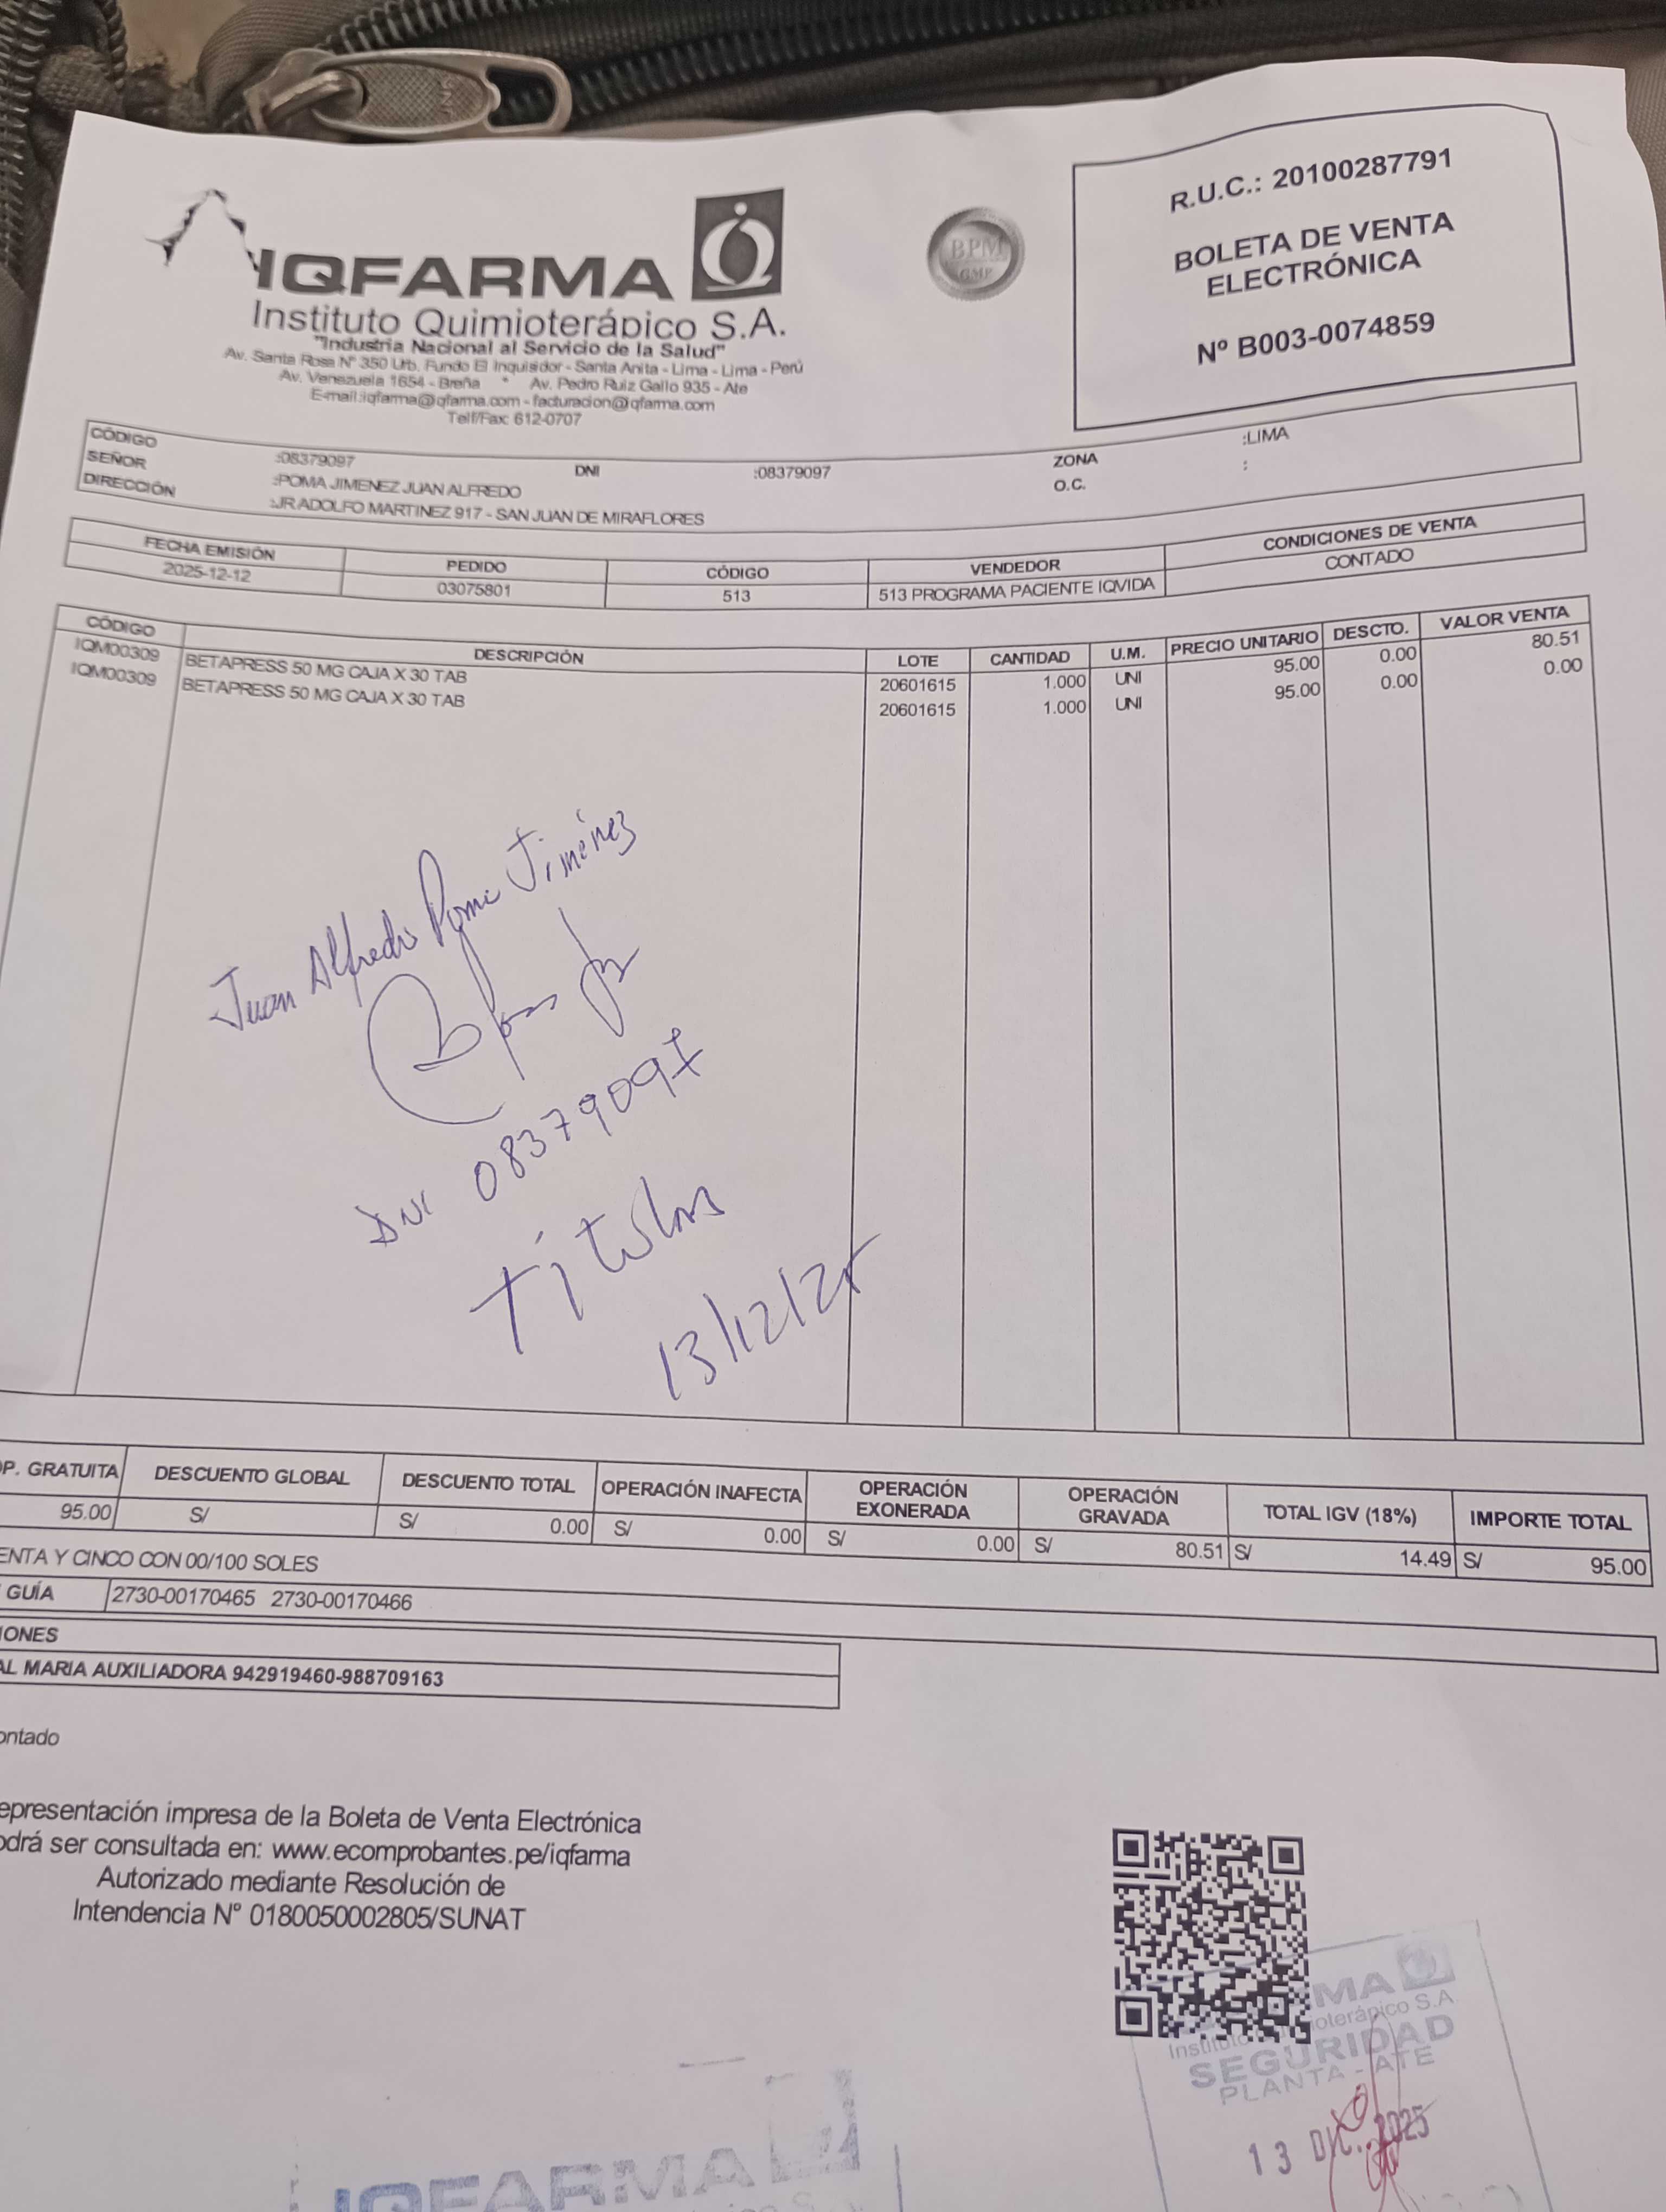 IQFARMA
Instituto Quimioterápico S.A.
"Industria Nacional al Servicio de la Salud"
Av. Santa Rosa Nº 350 Urb. Fundo El Inquisidor - Santa Anita - Lima - Lima - Perú
Av. Venezuela 1654 - Breña * Av. Pedro Ruiz Gallo 935 - Ate
E-mail:iqfarma@iqfarma.com - facturacion@iqfarma.com
Telf/Fax: 612-0707
BPM
GMP
R.U.C.: 20100287791
BOLETA DE VENTA
ELECTRÓNICA
Nº B003-0074859
CÓDIGO :08379097 DNI :08379097 ZONA :LIMA
SEÑOR :POMA JIMENEZ JUAN ALFREDO O.C. :
DIRECCIÓN :JR ADOLFO MARTINEZ 917 - SAN JUAN DE MIRAFLORES
FECHA EMISIÓN PEDIDO CÓDIGO VENDEDOR CONDICIONES DE VENTA
2025-12-12 03075801 513 513 PROGRAMA PACIENTE IQVIDA CONTADO
CÓDIGO DESCRIPCIÓN LOTE CANTIDAD U.M. PRECIO UNITARIO DESCTO. VALOR VENTA
IQM00309 BETAPRESS 50 MG CAJA X 30 TAB 20601615 1.000 UNI 95.00 0.00 80.51
IQM00309 BETAPRESS 50 MG CAJA X 30 TAB 20601615 1.000 UNI 95.00 0.00 0.00
Juan Alfredo Poma Jiménez
DNI 08379097
Titular
13/12/25
OP. GRATUITA DESCUENTO GLOBAL DESCUENTO TOTAL OPERACIÓN INAFECTA OPERACIÓN EXONERADA OPERACIÓN GRAVADA TOTAL IGV (18%) IMPORTE TOTAL
95.00 S/ S/ 0.00 S/ 0.00 S/ 0.00 S/ 80.51 S/ 14.49 S/ 95.00
ENTA Y CINCO CON 00/100 SOLES
GUÍA 2730-00170465 2730-00170466
IONES
AL MARIA AUXILIADORA 942919460-988709163
ontado
epresentación impresa de la Boleta de Venta Electrónica
odrá ser consultada en: www.ecomprobantes.pe/iqfarma
Autorizado mediante Resolución de
Intendencia N° 0180050002805/SUNAT
MA
Instituto oterápico S.A
SEGURIDAD
PLANTA - ATE
13 DIC. 2025
IQFARMA